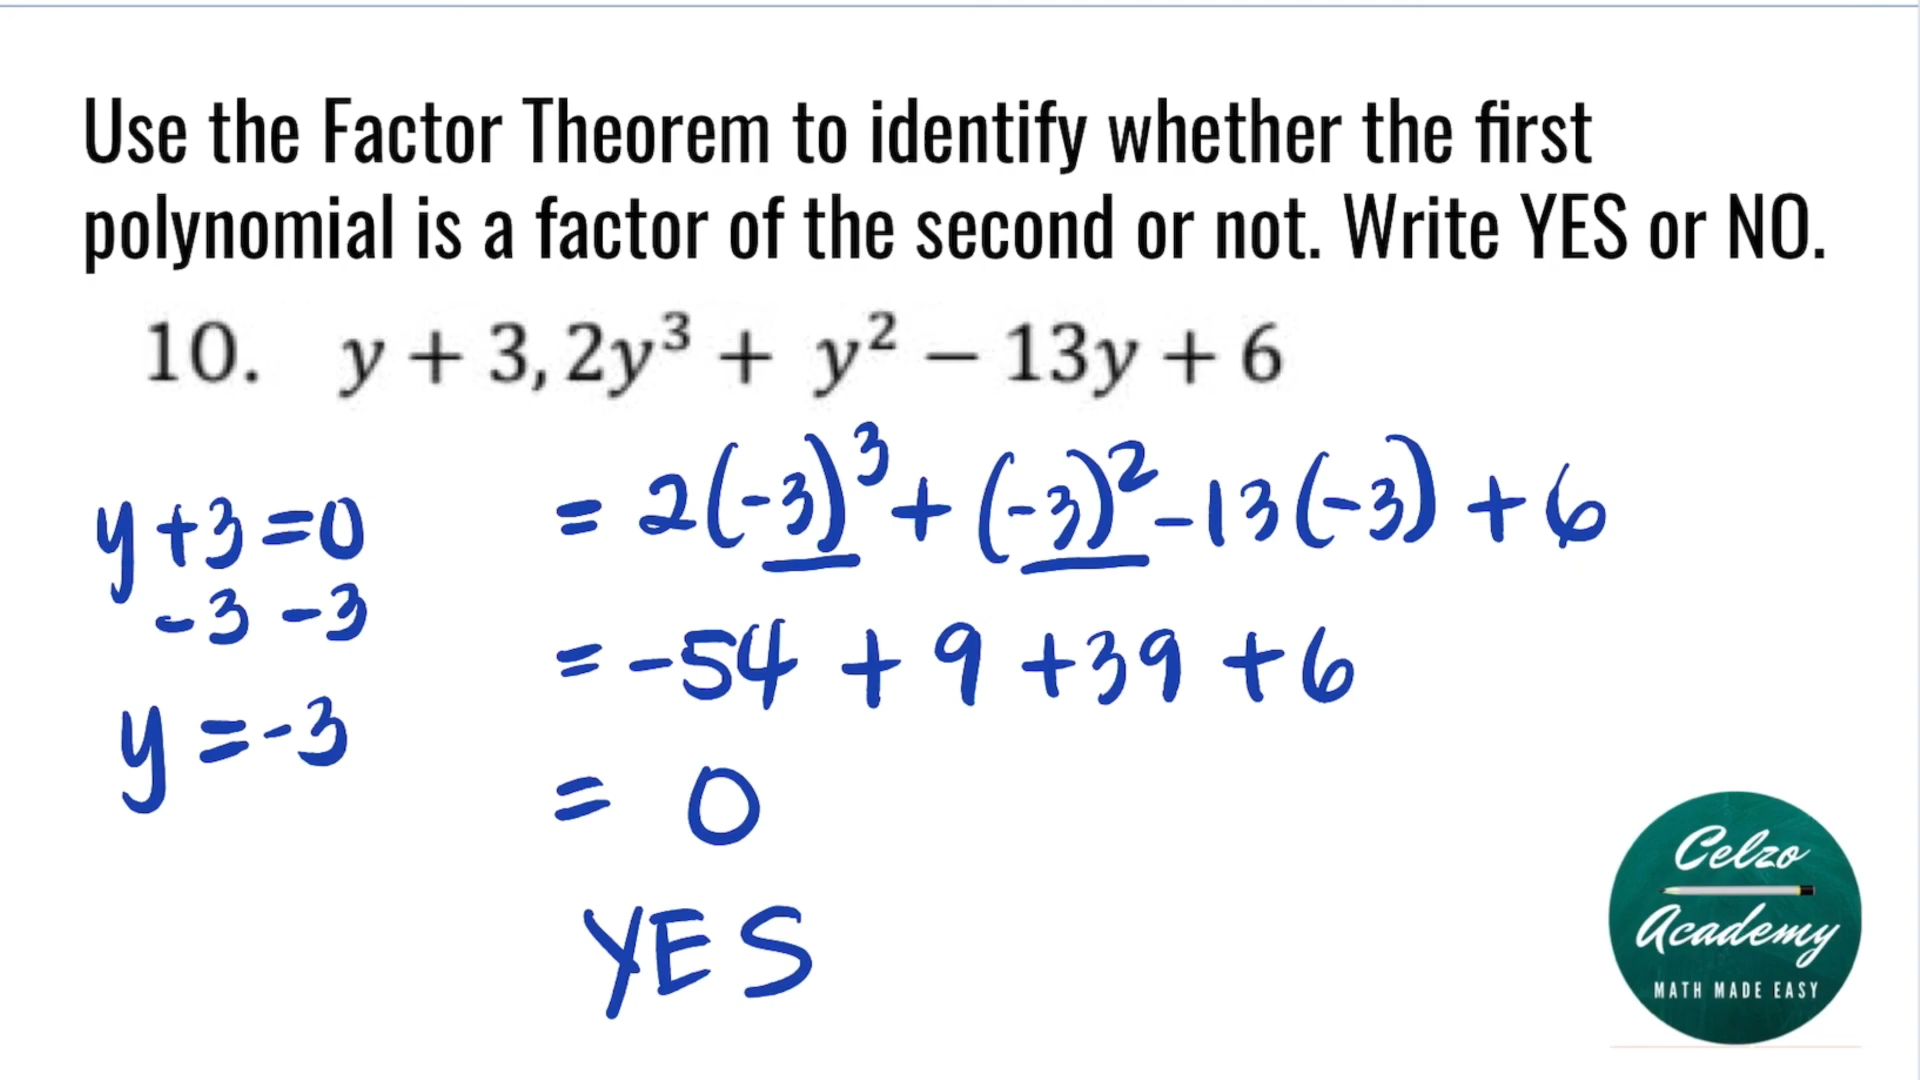 Use the Factor Theorem to identify whether the first
polynomial is a factor of the second or not. Write YES or NO.
10. y + 3, 2y³ + y² − 13y + 6
y+3=0
-3 -3
y=-3
= 2(-3)³+(-3)²-13(-3)+6
=-54 + 9 +39 +6
= 0
YES
Celzo
Academy
MATH MADE EASY